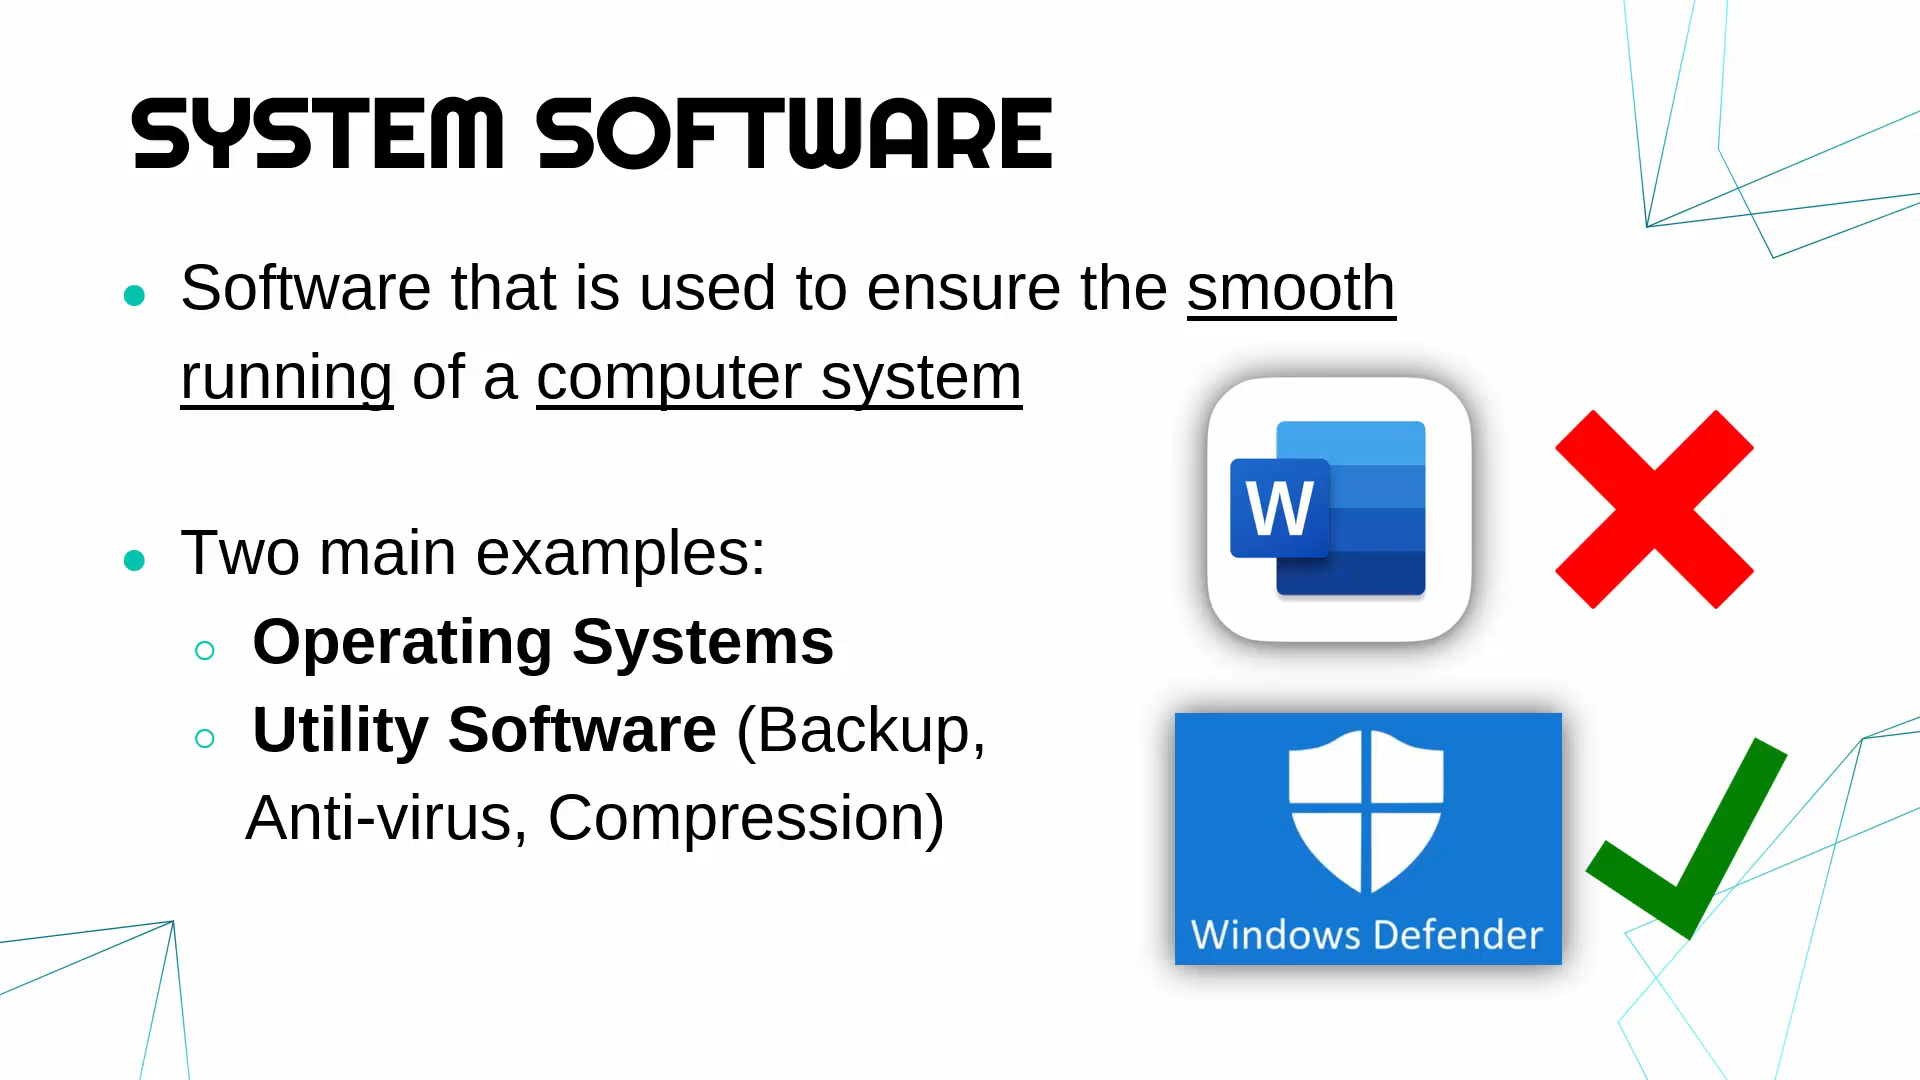 SYSTEM SOFTWARE
Software that is used to ensure the smooth
running of a computer system
Two main examples:
Operating Systems
Utility Software (Backup,
Anti-virus, Compression)
W
Windows Defender